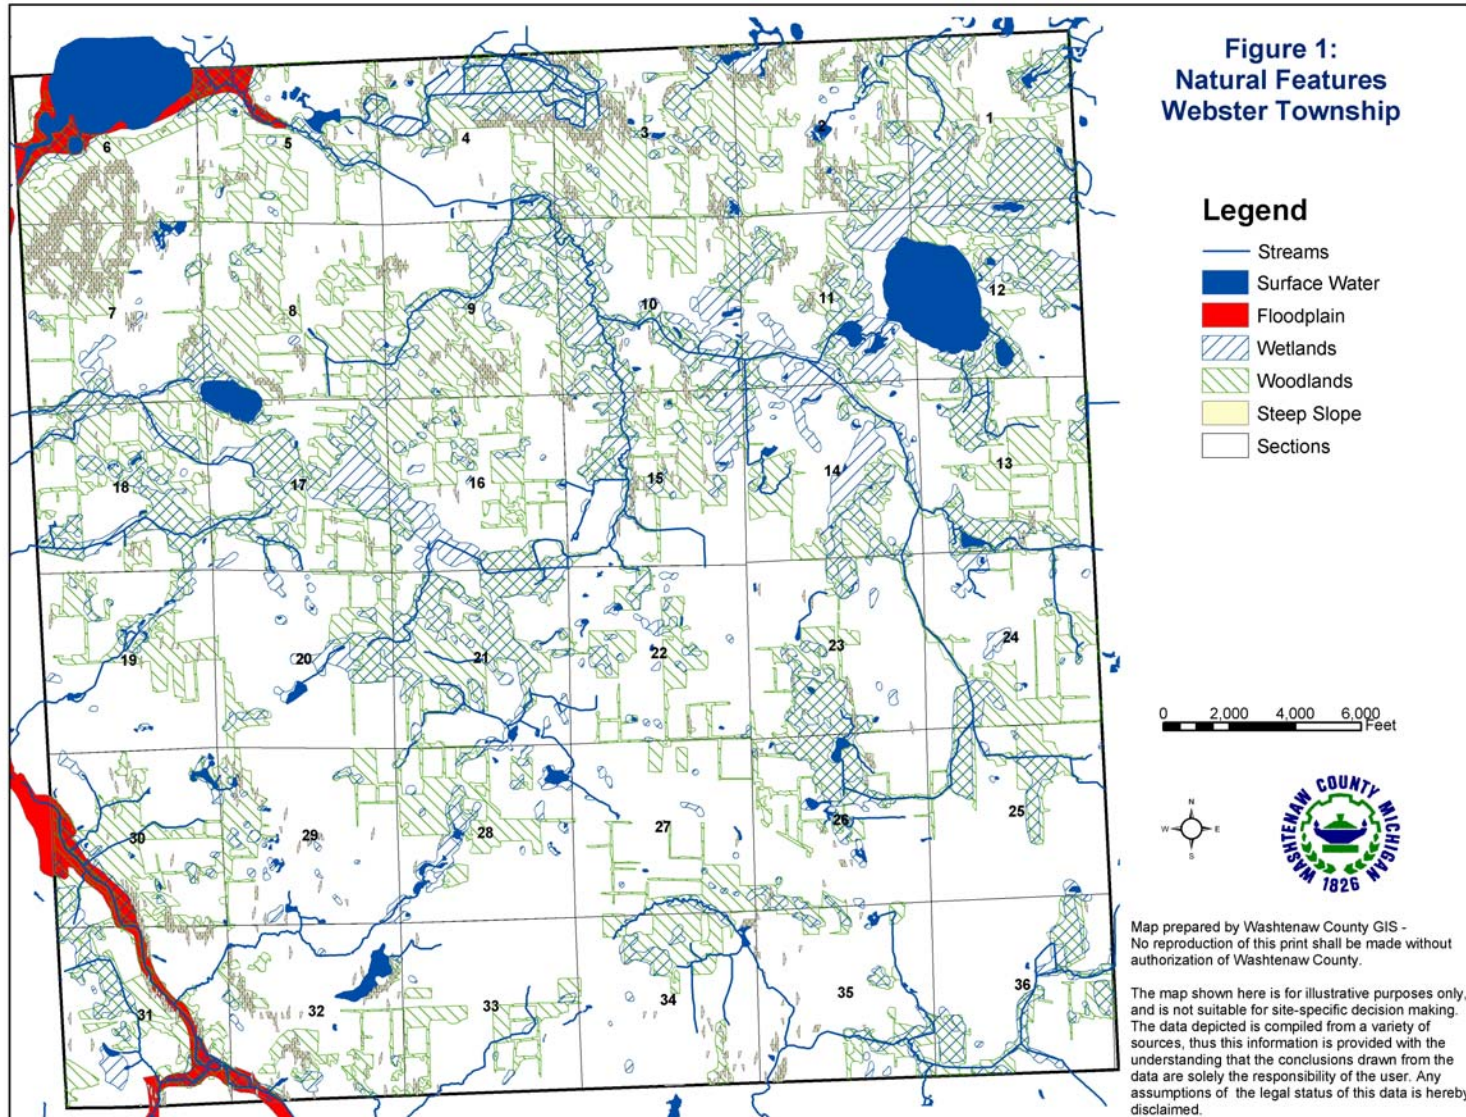 Figure 1:
Natural Features
Webster Township
Legend
Streams
Surface Water
Floodplain
Wetlands
Woodlands
Steep Slope
Sections
6
5
4
3
2
1
7
8
9
10
11
12
18
17
16
15
14
13
19
20
21
22
23
24
30
29
28
27
26
25
31
32
33
34
35
36
0 2,000 4,000 6,000
Feet
N
W E
S
WASHTENAW COUNTY MICHIGAN
1826
Map prepared by Washtenaw County GIS -
No reproduction of this print shall be made without
authorization of Washtenaw County.
The map shown here is for illustrative purposes only,
and is not suitable for site-specific decision making.
The data depicted is compiled from a variety of
sources, thus this information is provided with the
understanding that the conclusions drawn from the
data are solely the responsibility of the user. Any
assumptions of the legal status of this data is hereby
disclaimed.